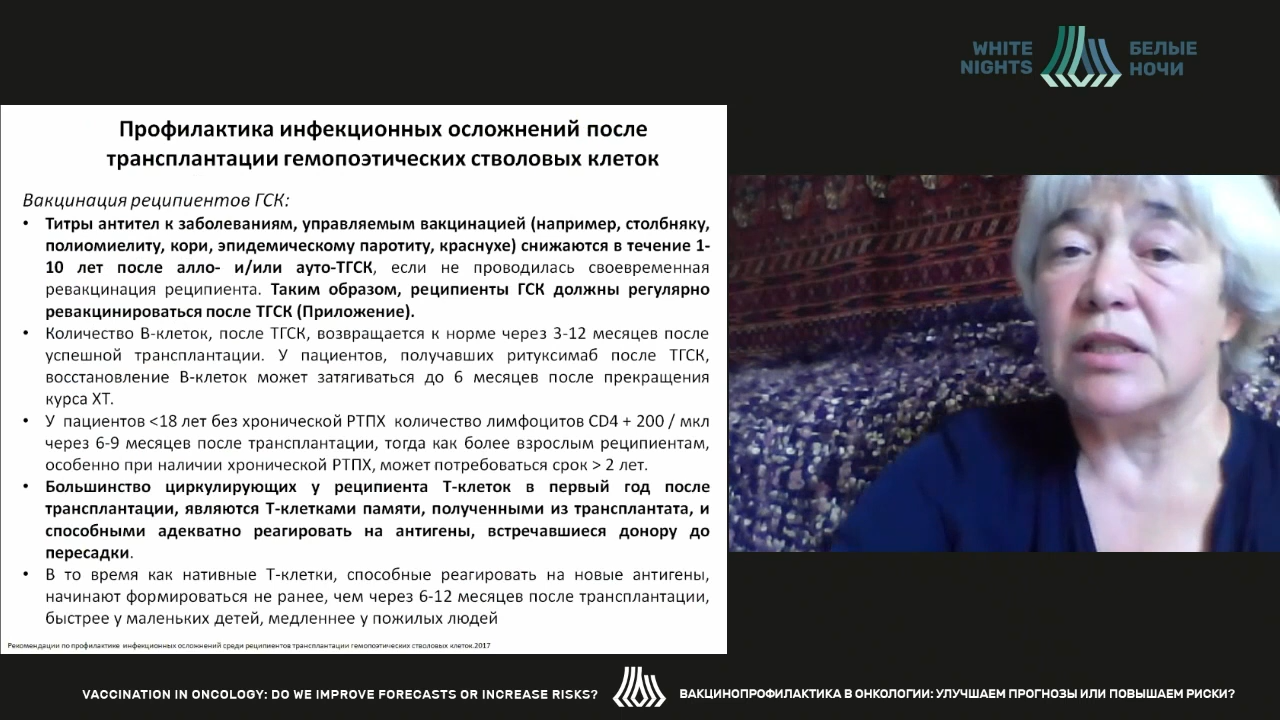 WHITE
NIGHTS
БЕЛЫЕ
НОЧИ
Профилактика инфекционных осложнений после
трансплантации гемопоэтических стволовых клеток
Вакцинация реципиентов ГСК:
• Титры антител к заболеваниям, управляемым вакцинацией (например, столбняку,
полиомиелиту, кори, эпидемическому паротиту, краснухе) снижаются в течение 1-
10 лет после алло- и/или ауто-ТГСК, если не проводилась своевременная
ревакцинация реципиента. Таким образом, реципиенты ГСК должны регулярно
ревакцинироваться после ТГСК (Приложение).
• Количество В-клеток, после ТГСК, возвращается к норме через 3-12 месяцев после
успешной трансплантации. У пациентов, получавших ритуксимаб после ТГСК,
восстановление В-клеток может затягиваться до 6 месяцев после прекращения
курса ХТ.
• У пациентов <18 лет без хронической РТПХ количество лимфоцитов CD4 + 200 / мкл
через 6-9 месяцев после трансплантации, тогда как более взрослым реципиентам,
особенно при наличии хронической РТПХ, может потребоваться срок > 2 лет.
• Большинство циркулирующих у реципиента Т-клеток в первый год после
трансплантации, являются Т-клетками памяти, полученными из трансплантата, и
способными адекватно реагировать на антигены, встречавшиеся донору до
пересадки.
• В то время как нативные Т-клетки, способные реагировать на новые антигены,
начинают формироваться не ранее, чем через 6-12 месяцев после трансплантации,
быстрее у маленьких детей, медленнее у пожилых людей
Рекомендации по профилактике инфекционных осложнений среди реципиентов трансплантации гемопоэтических стволовых клеток.2017
VACCINATION IN ONCOLOGY: DO WE IMPROVE FORECASTS OR INCREASE RISKS?
ВАКЦИНОПРОФИЛАКТИКА В ОНКОЛОГИИ: УЛУЧШАЕМ ПРОГНОЗЫ ИЛИ ПОВЫШАЕМ РИСКИ?